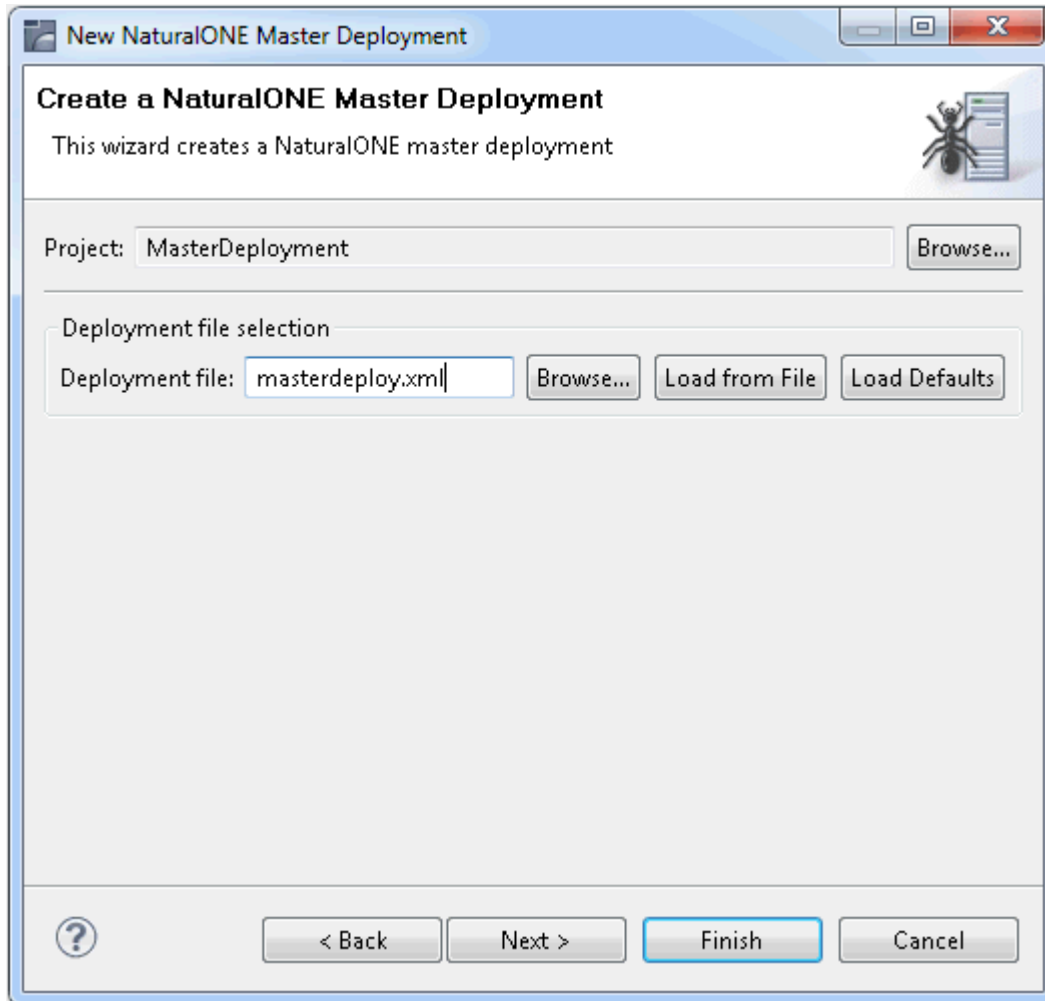 New NaturalONE Master Deployment
Create a NaturalONE Master Deployment
This wizard creates a NaturalONE master deployment
Project: MasterDeployment Browse...
Deployment file selection
Deployment file: masterdeploy.xml Browse... Load from File Load Defaults
? < Back Next > Finish Cancel